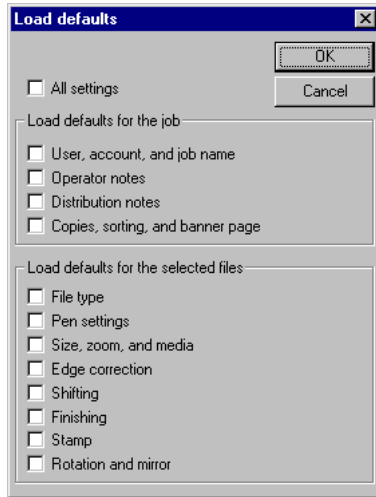 Load defaults
OK
All settings
Cancel
Load defaults for the job
User, account, and job name
Operator notes
Distribution notes
Copies, sorting, and banner page
Load defaults for the selected files
File type
Pen settings
Size, zoom, and media
Edge correction
Shifting
Finishing
Stamp
Rotation and mirror